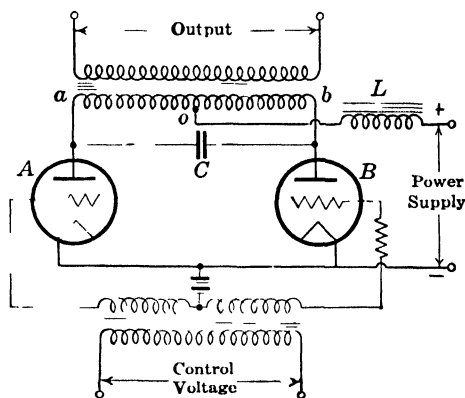 Output
a
b
L
+
o
C
A
B
Power
Supply
−
Control
Voltage